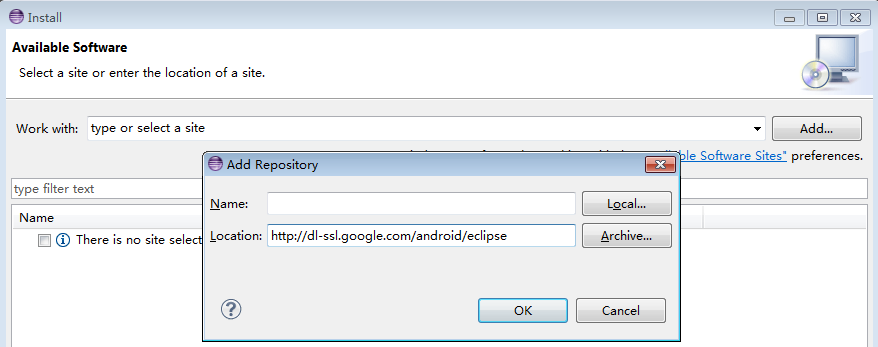 Install
Available Software
Select a site or enter the location of a site.
Work with: type or select a site Add...
ble Software Sites" preferences.
Add Repository
type filter text
Name: Local...
Name
Location: http://dl-ssl.google.com/android/eclipse Archive...
There is no site select
? OK Cancel